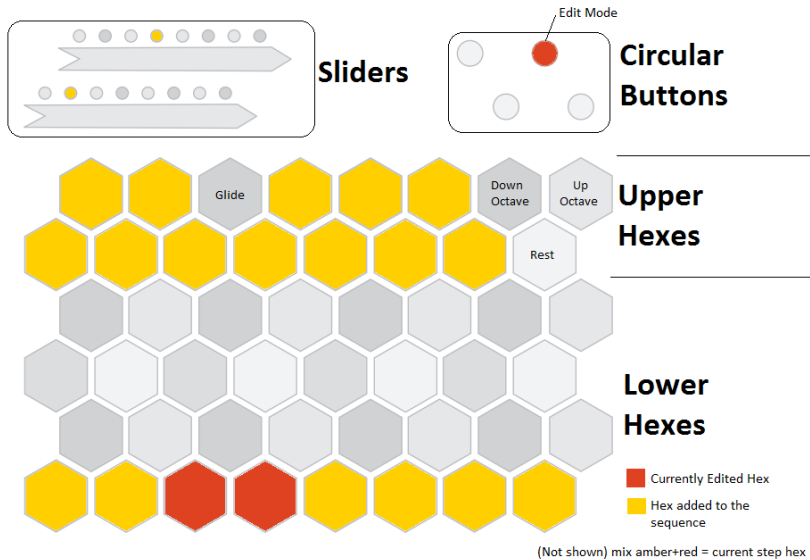 Edit Mode
Sliders
Circular
Buttons
Glide
Down
Octave
Up
Octave
Upper
Hexes
Rest
Lower
Hexes
Currently Edited Hex
Hex added to the
sequence
(Not shown) mix amber+red = current step hex